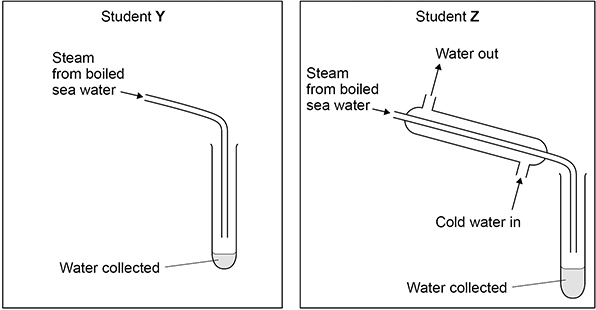 Student Y
Steam
from boiled
sea water
Water collected
Student Z
Water out
Steam
from boiled
sea water
Cold water in
Water collected